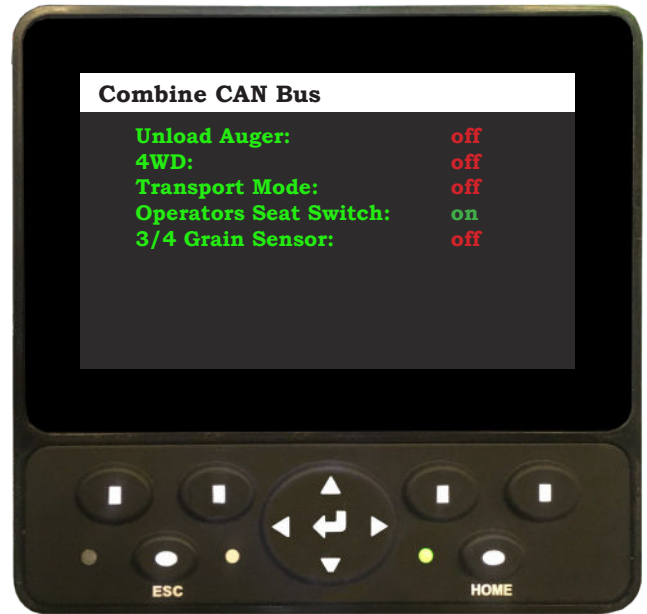 Combine CAN Bus
Unload Auger: off
4WD: off
Transport Mode: off
Operators Seat Switch: on
3/4 Grain Sensor: off
ESC HOME